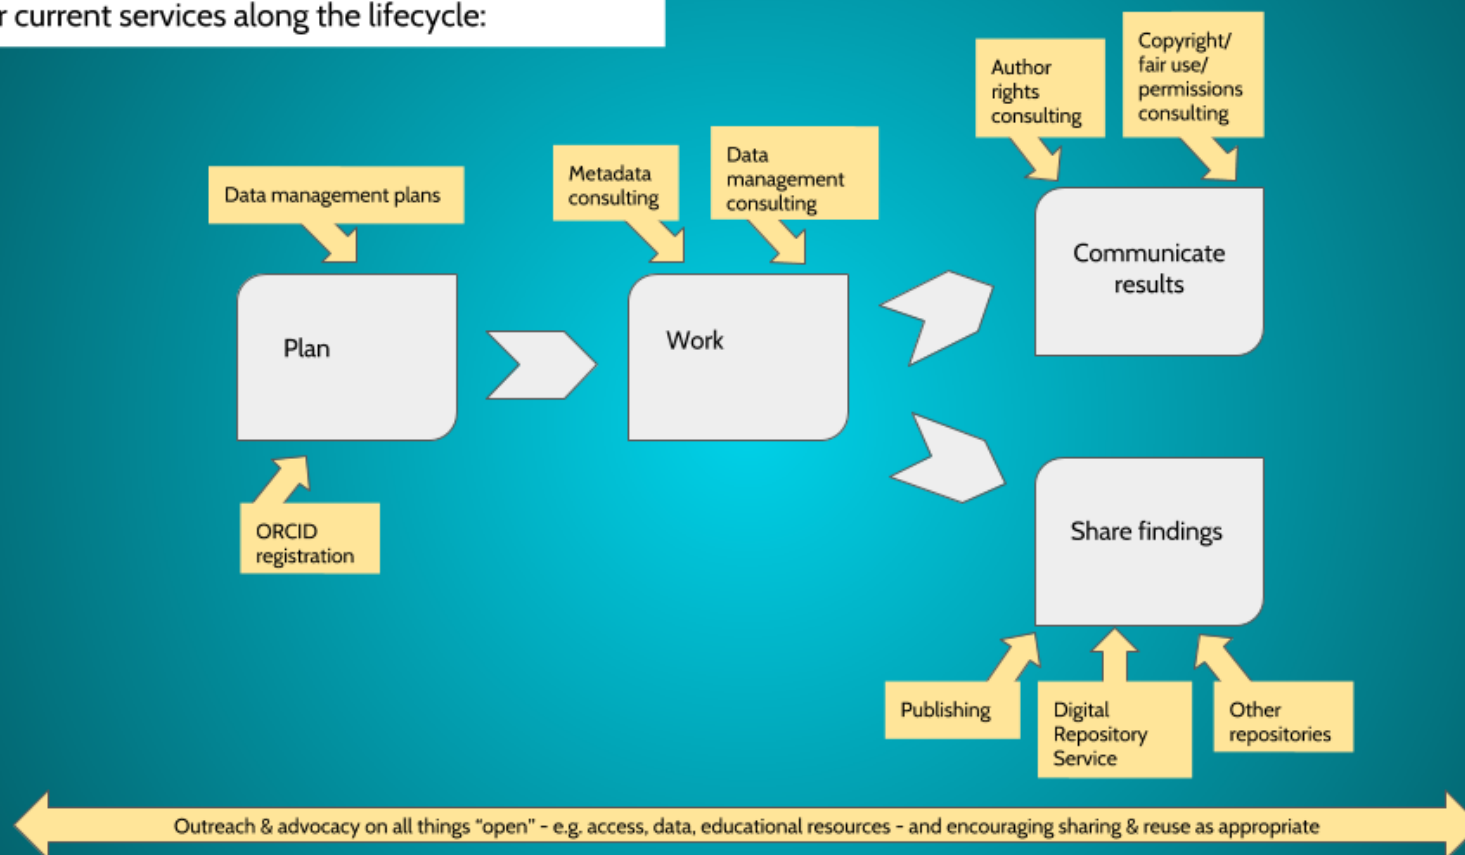 r current services along the lifecycle:
Author
rights
consulting
Copyright/
fair use/
permissions
consulting
Data management plans
Metadata
consulting
Data
management
consulting
Plan
Work
Communicate
results
ORCID
registration
Share findings
Publishing
Digital
Repository
Service
Other
repositories
Outreach & advocacy on all things “open” - e.g. access, data, educational resources - and encouraging sharing & reuse as appropriate